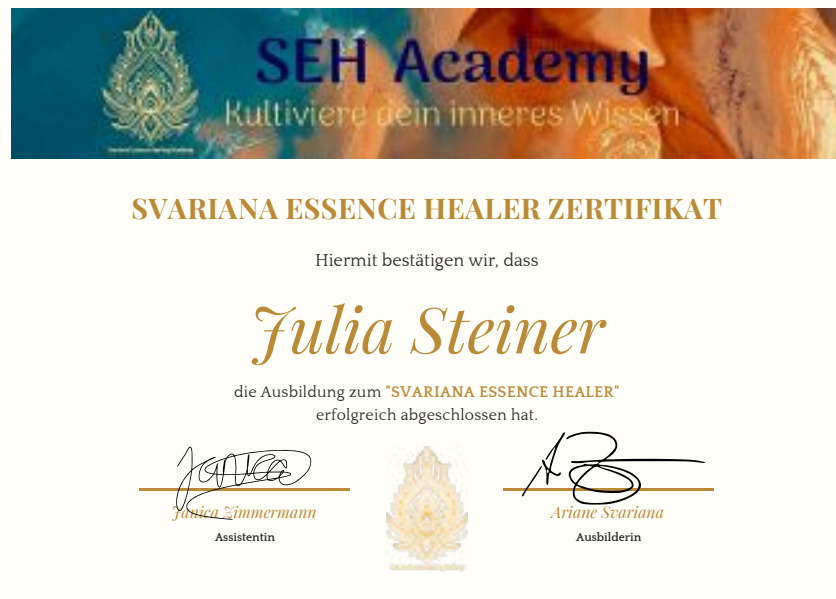 SEH Academy
Kultiviere dein inneres Wissen
SVARIANA ESSENCE HEALER ZERTIFIKAT
Hiermit bestätigen wir, dass
Julia Steiner
die Ausbildung zum "SVARIANA ESSENCE HEALER"
erfolgreich abgeschlossen hat.
Janica
Janica Zimmermann
Ariane Svariana
Assistentin
Ausbilderin